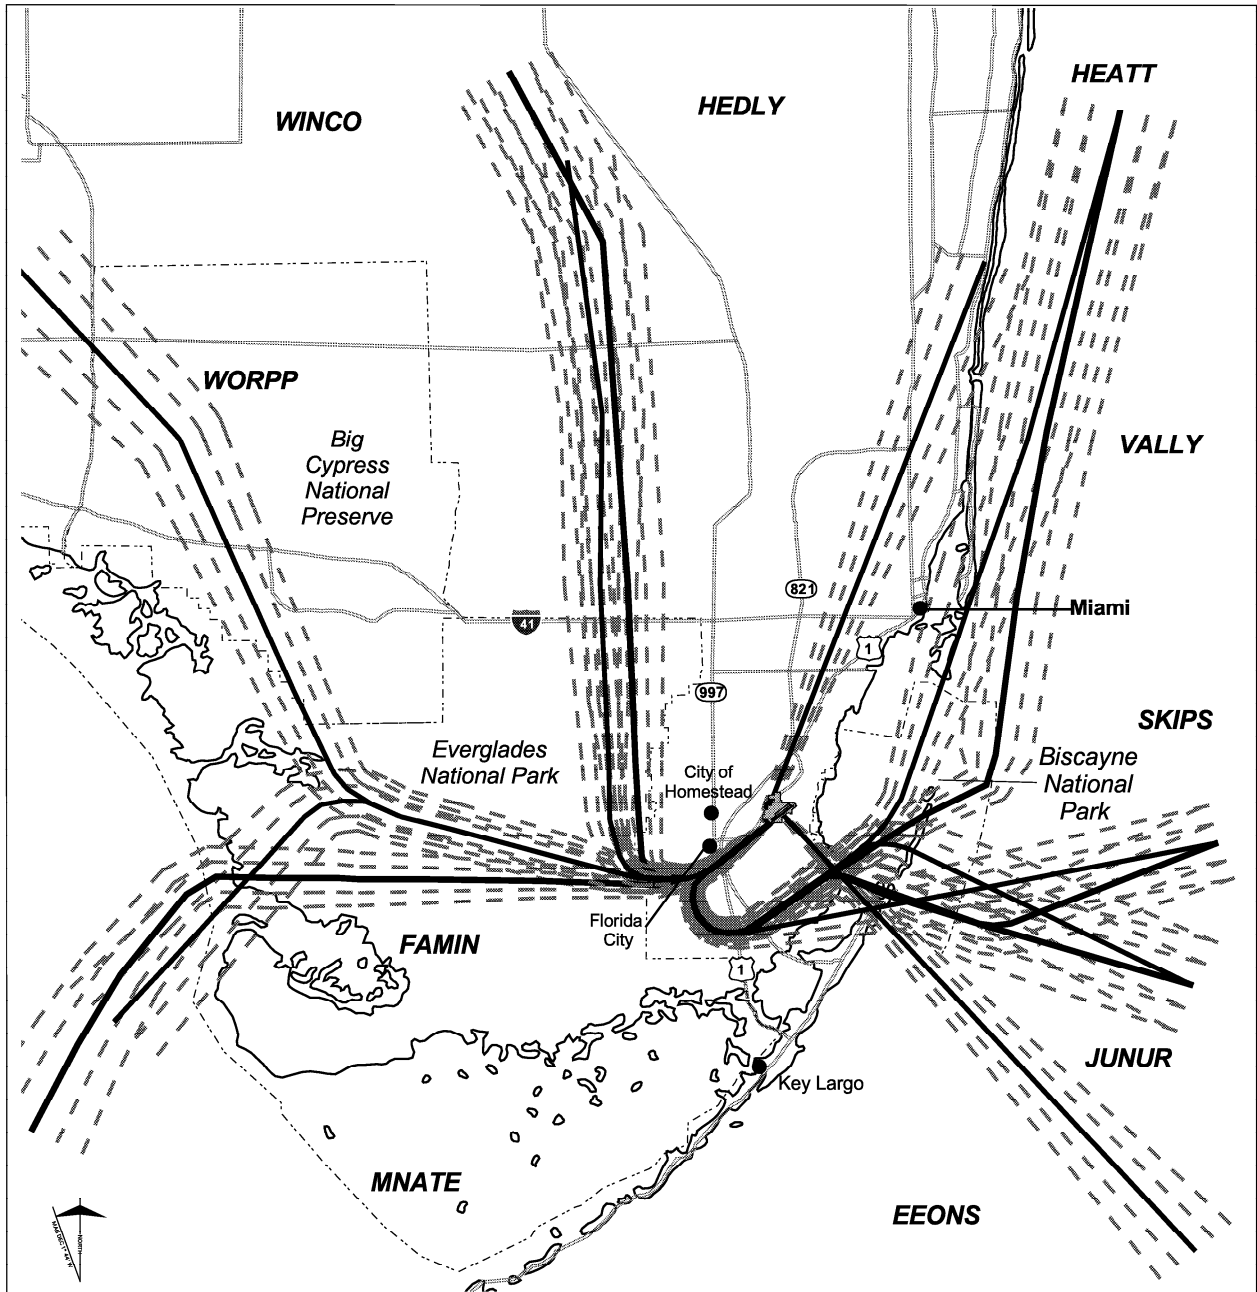 HEATT
HEDLY
WINCO
WORPP
Big
Cypress
National
Preserve
VALLY
821
Miami
41
1
997
SKIPS
Everglades
National Park
City of
Homestead
Biscayne
National
Park
Florida
City
FAMIN
1
JUNUR
Key Largo
MNATE
EEONS
NORTH